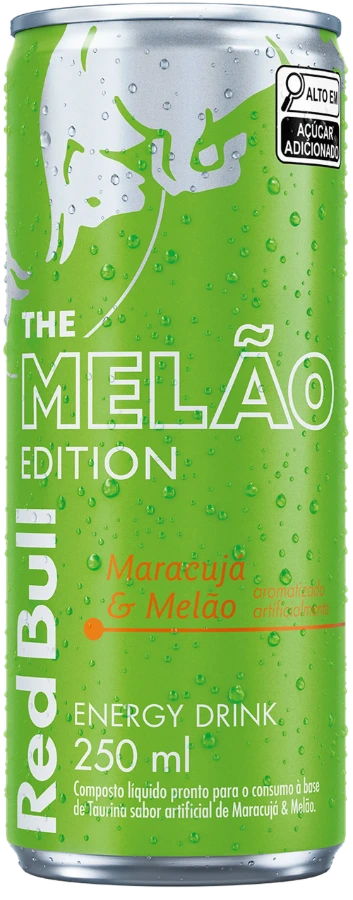 ALTO EM
AÇÚCAR
ADICIONADO
THE
MELÃO
EDITION
Red Bull
Maracujá
& Melão
aromatizado
artificialmente
ENERGY DRINK
250 ml
Composto líquido pronto para o consumo à base
de Taurina sabor artificial de Maracujá & Melão.